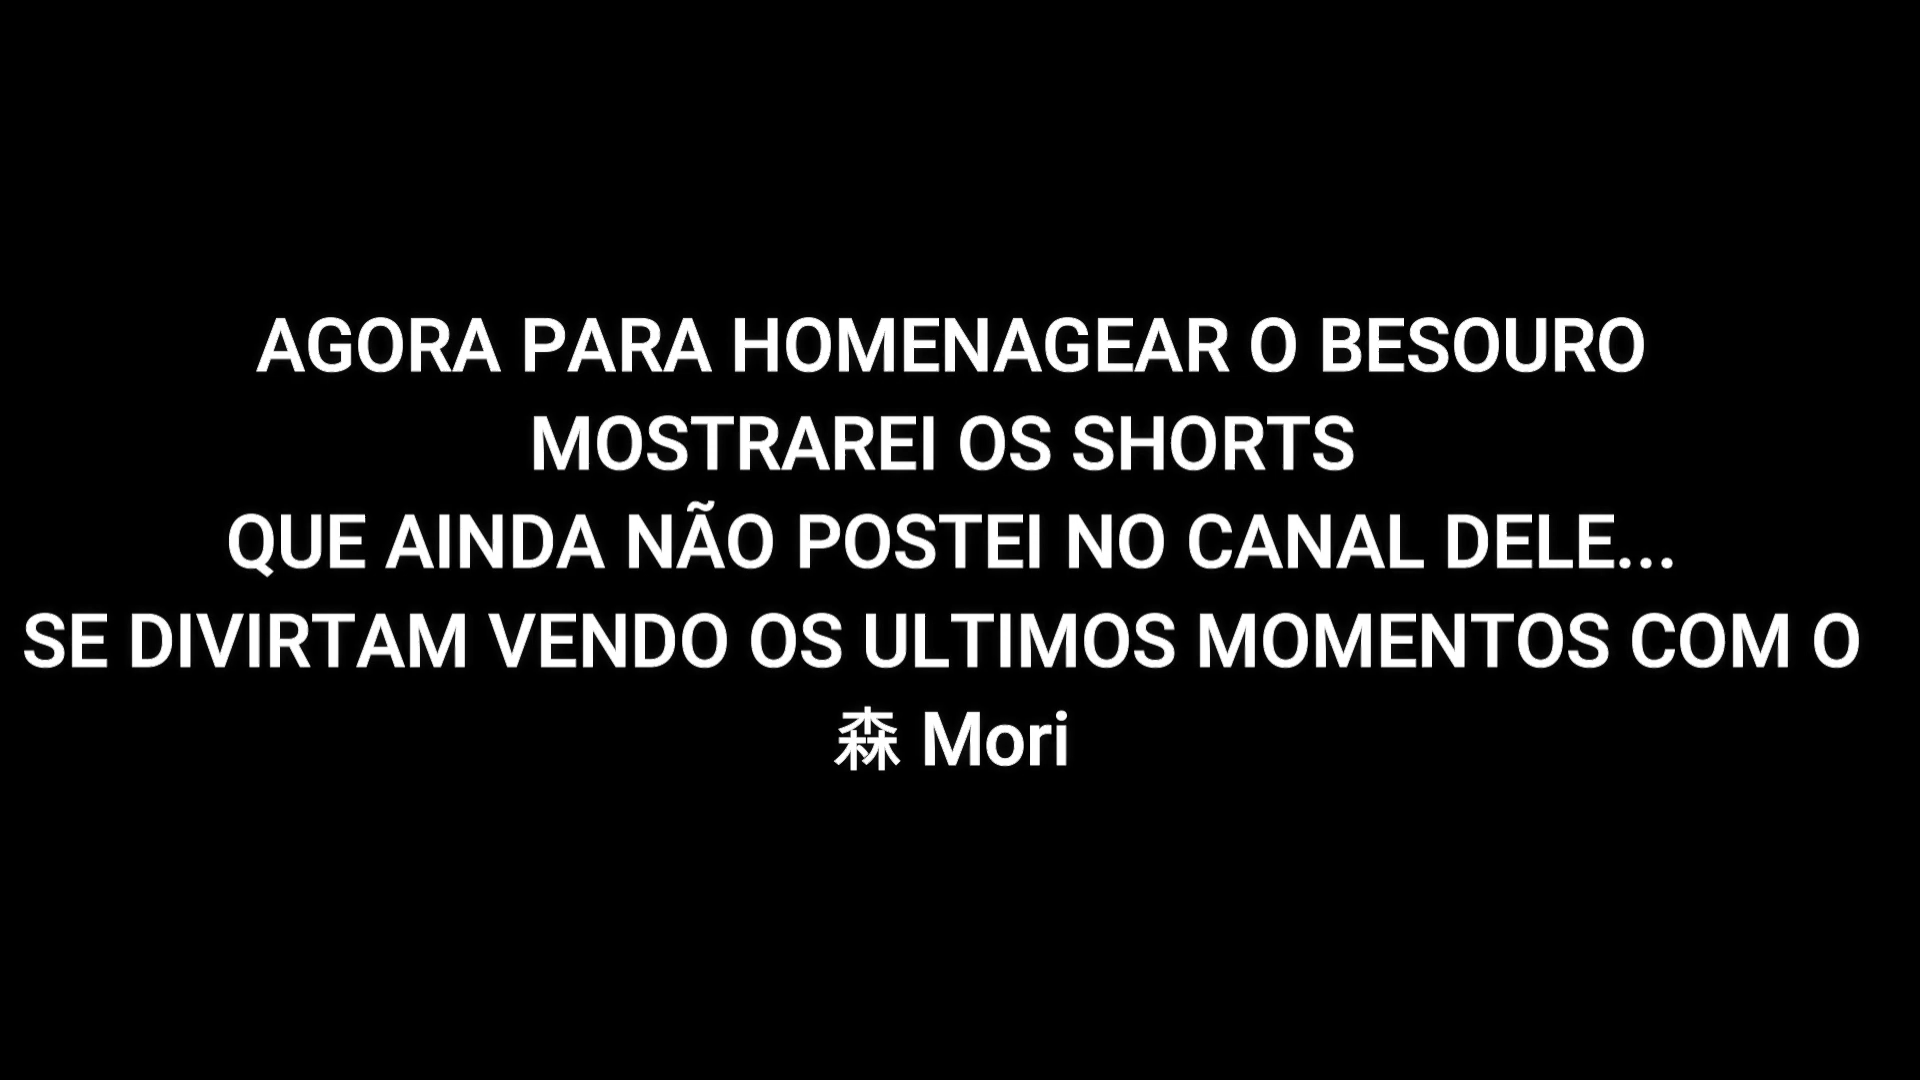 AGORA PARA HOMENAGEAR O BESOURO
MOSTRAREI OS SHORTS
QUE AINDA NÃO POSTEI NO CANAL DELE...
SE DIVIRTAM VENDO OS ULTIMOS MOMENTOS COM O
森 Mori